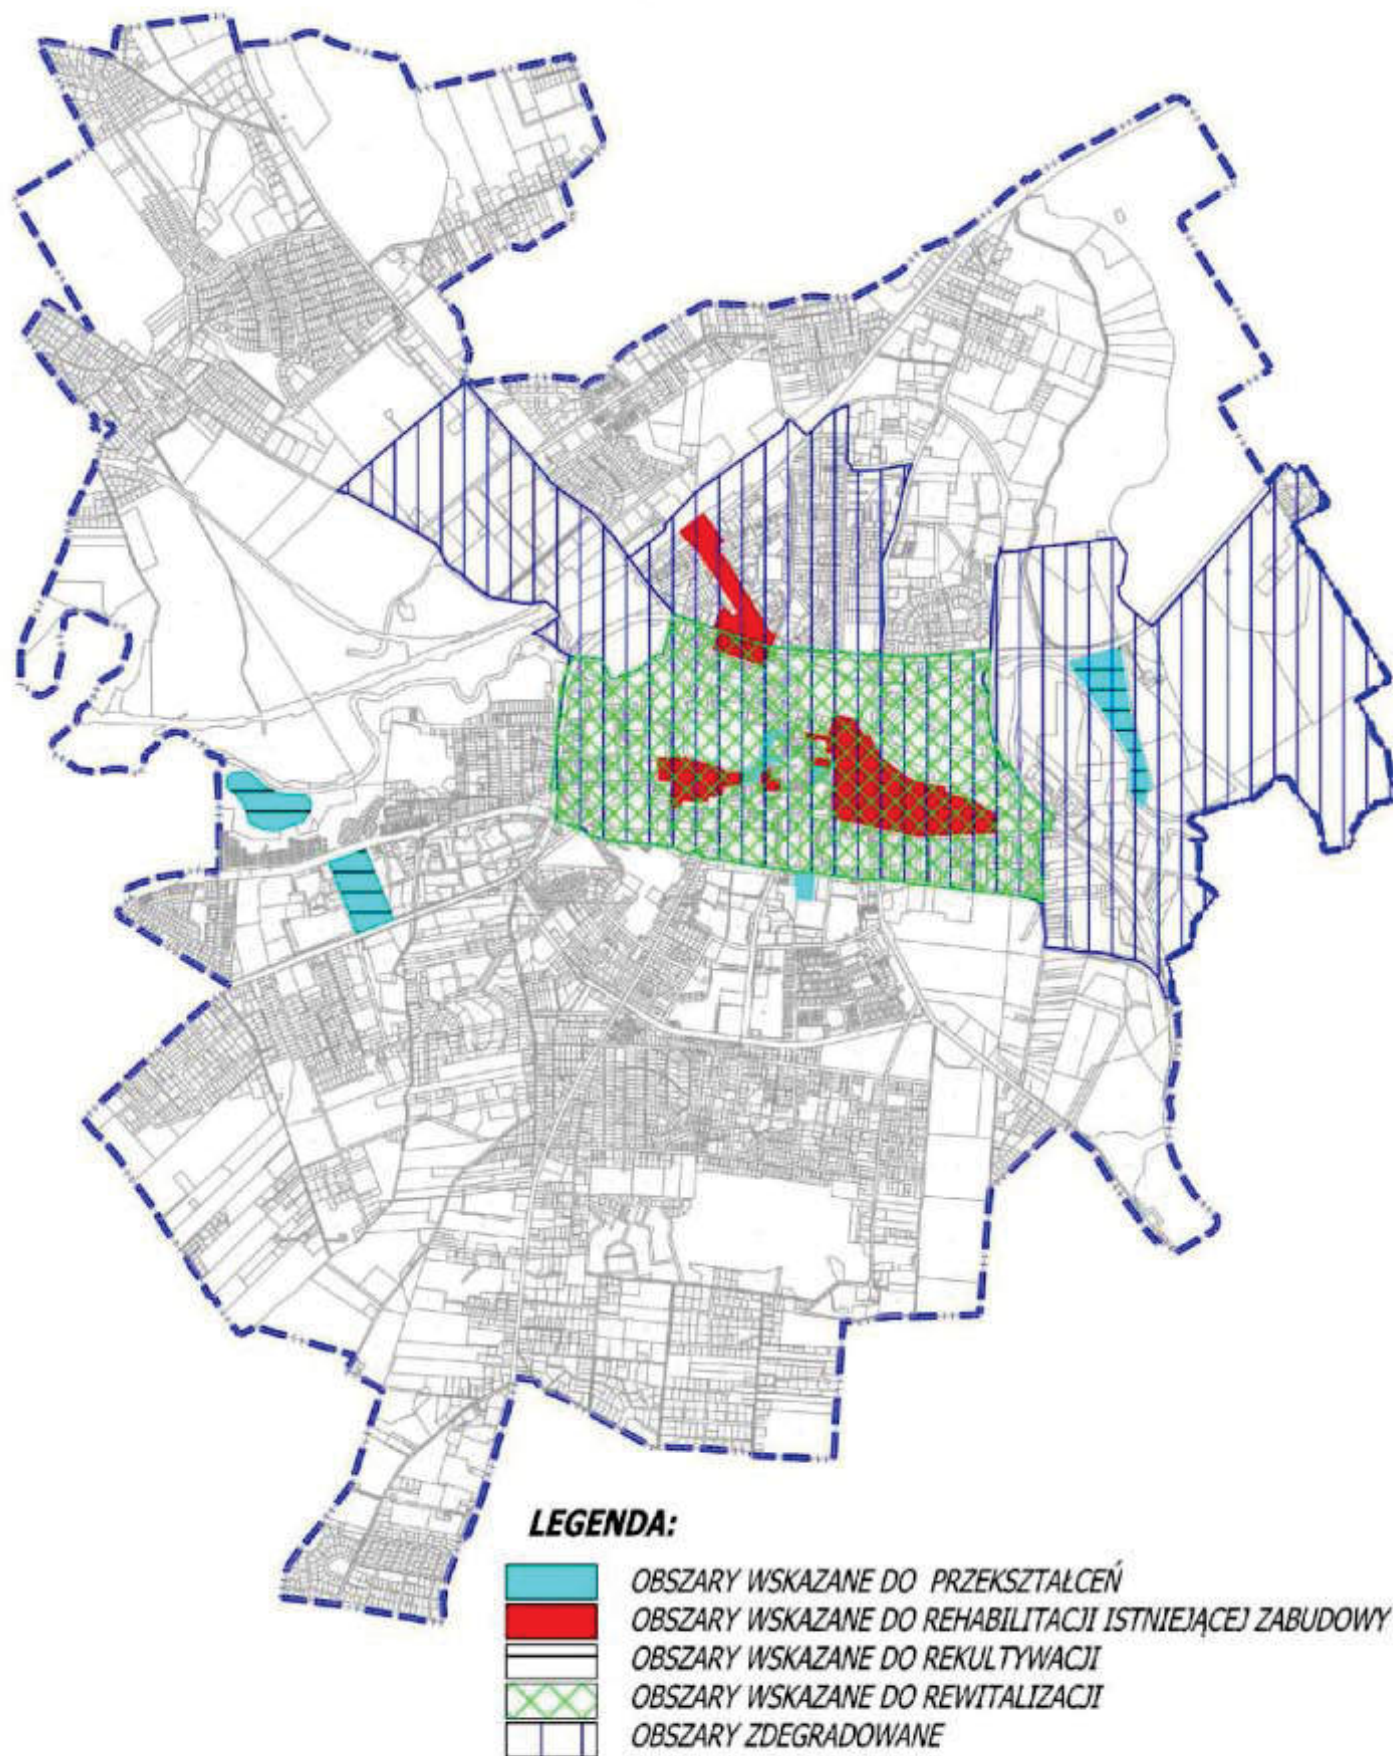 LEGENDA:
OBSZARY WSKAZANE DO PRZEKSZTAŁCEŃ
OBSZARY WSKAZANE DO REHABILITACJI ISTNIEJĄCEJ ZABUDOWY
OBSZARY WSKAZANE DO REKULTYWACJI
OBSZARY WSKAZANE DO REWITALIZACJI
OBSZARY ZDEGRADOWANE